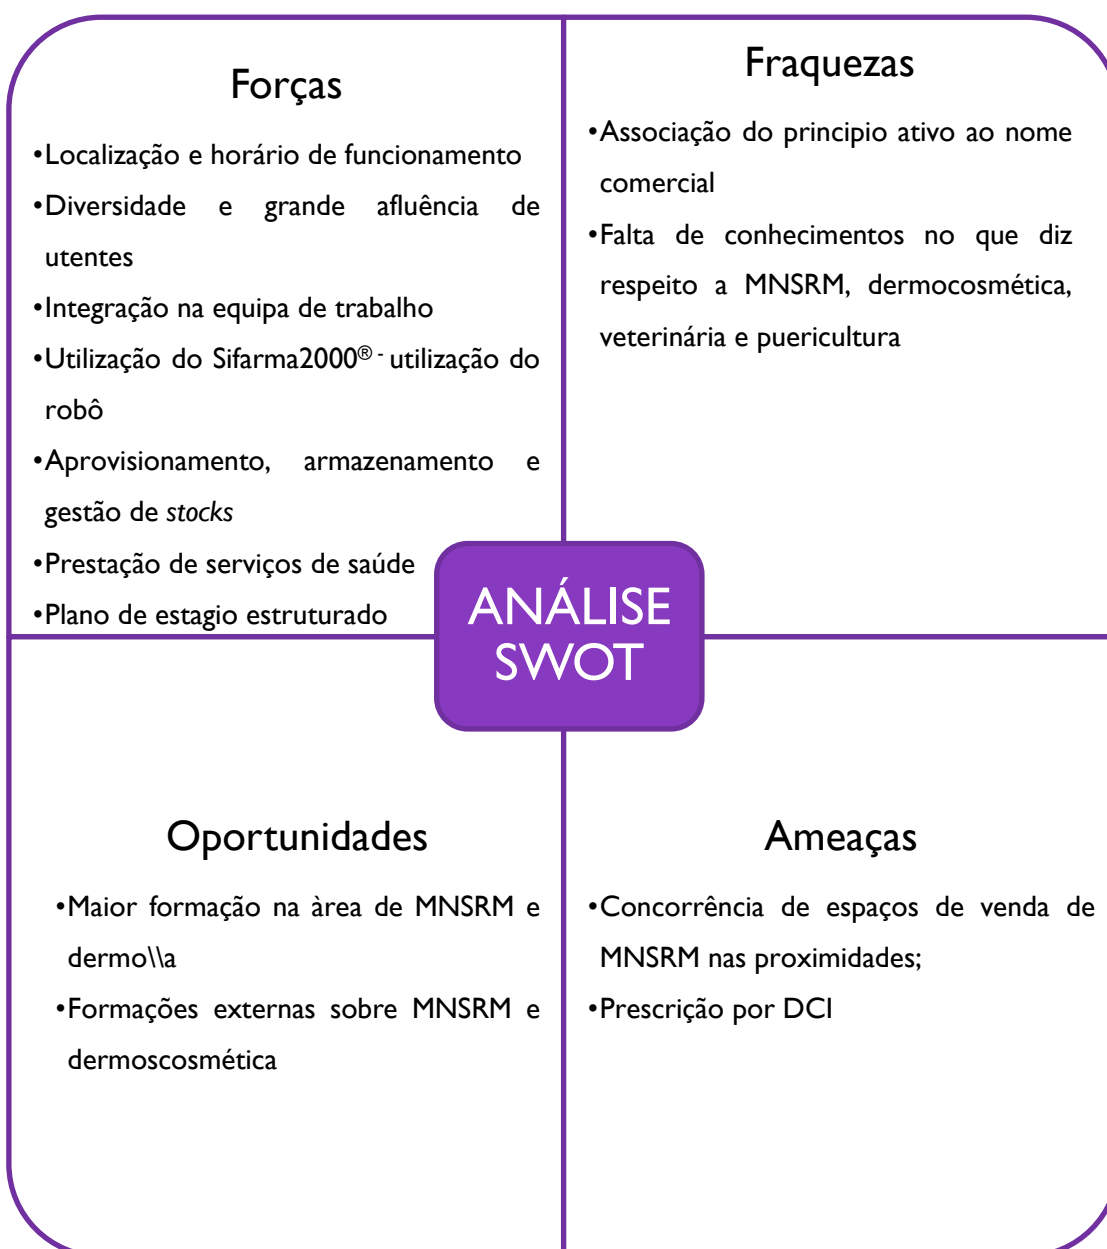 Forças
•Localização e horário de funcionamento
•Diversidade e grande afluência de
utentes
•Integração na equipa de trabalho
•Utilização do Sifarma2000® - utilização do
robô
•Aprovisionamento, armazenamento e
gestão de stocks
•Prestação de serviços de saúde
•Plano de estagio estruturado
Fraquezas
•Associação do principio ativo ao nome
comercial
•Falta de conhecimentos no que diz
respeito a MNSRM, dermocosmética,
veterinária e puericultura
ANÁLISE
SWOT
Oportunidades
•Maior formação na àrea de MNSRM e
dermo\\a
•Formações externas sobre MNSRM e
dermoscosmética
Ameaças
•Concorrência de espaços de venda de
MNSRM nas proximidades;
•Prescrição por DCI